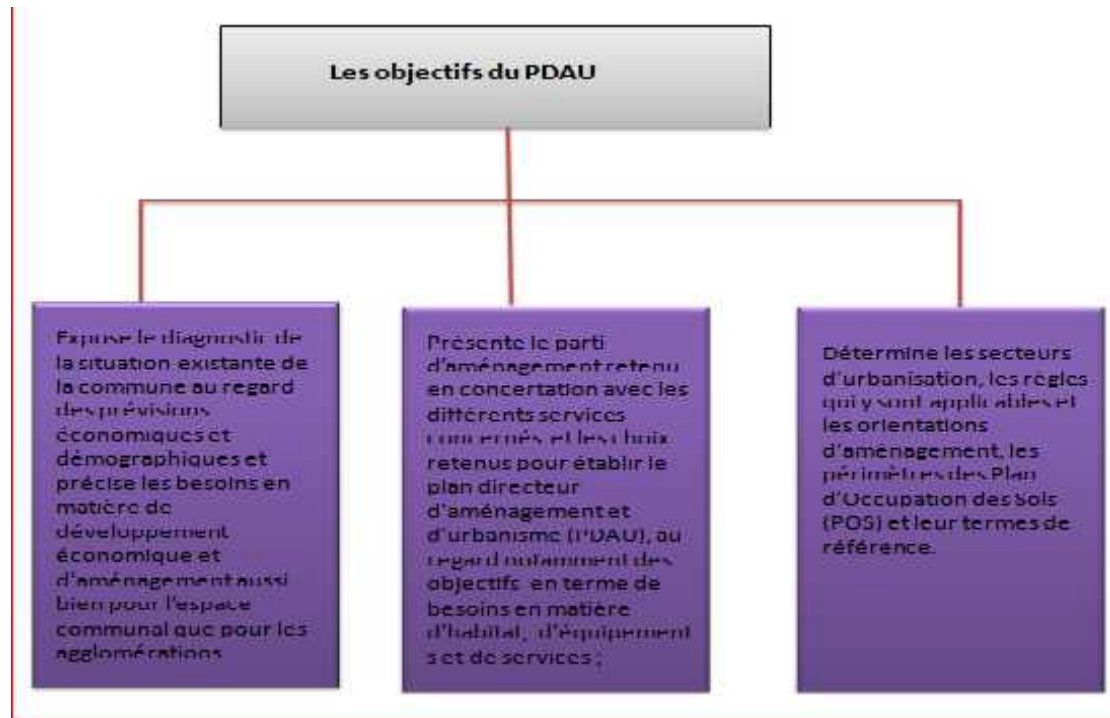 Les objectifs du PDAU
Expose le diagnostic de
la situation existante de
la commune au regard
des prévisions
économiques et
démographiques et
précise les besoins en
matière de
développement
économique et
d'aménagement aussi
bien pour l'espace
communal que pour les
agglomérations
Présente le parti
d'aménagement retenu
en concertation avec les
différents services
concernés et les choix
retenus pour établir le
plan directeur
d'aménagement et
d'urbanisme (PDAU), au
regard notamment des
objectifs en terme de
besoins en matière
d'habitat, d'équipement
s et de services ;
Détermine les secteurs
d'urbanisation, les règles
qui y sont applicables et
les orientations
d'aménagement, les
périmètres des Plan
d'Occupation des Sols
(POS) et leur termes de
référence.